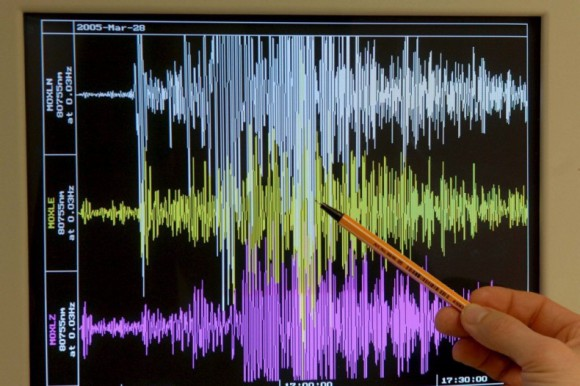 2005-Mar-28
MOXLN
80755nm
at 0.03Hz
MOXLE
80755nm
at 0.03Hz
MOXLZ
80755nm
at 0.03Hz
17:00:00
17:30:00